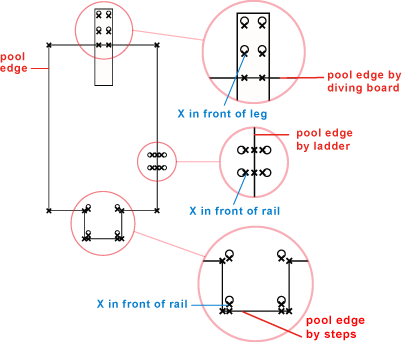 pool
edge
pool edge by
diving board
X in front of leg
pool edge
by ladder
X in front of rail
X in front of rail
pool edge
by steps